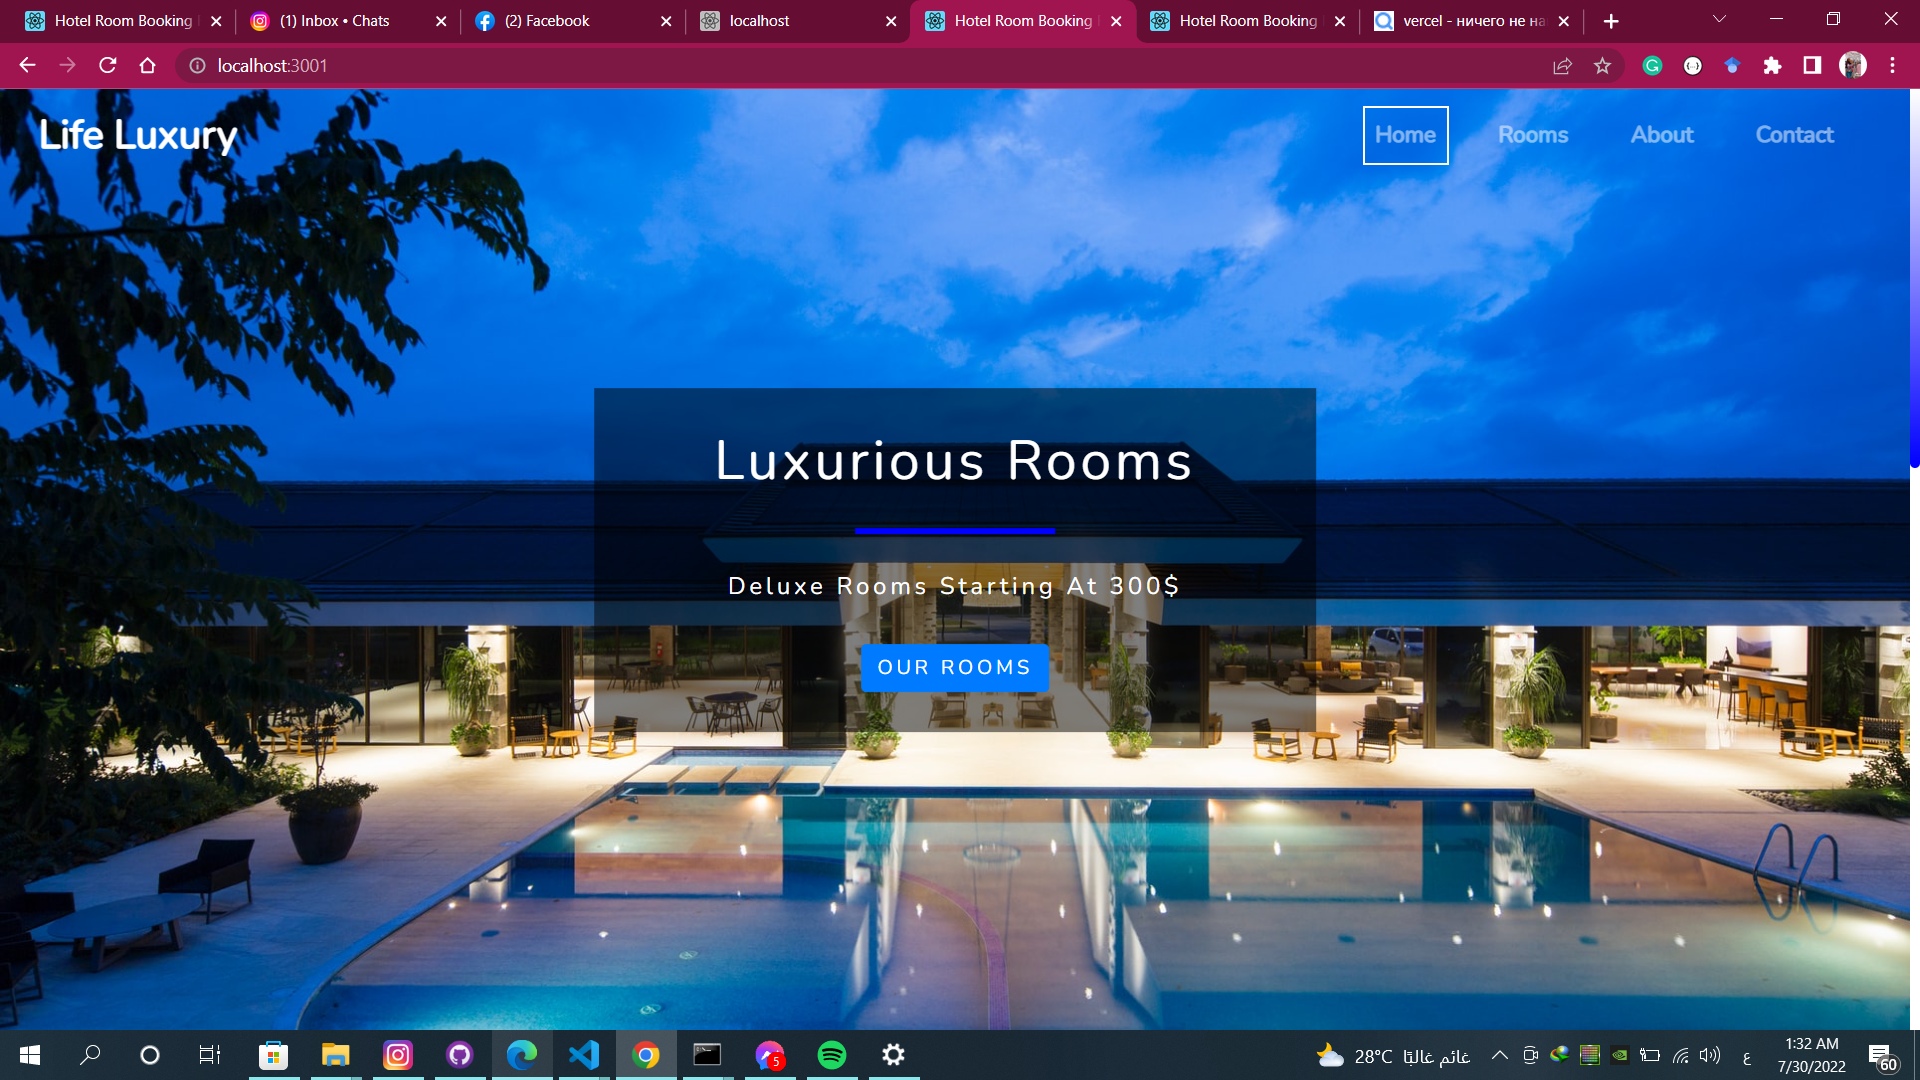 Hotel Room Booking
(1) Inbox • Chats
(2) Facebook
localhost
Hotel Room Booking
Hotel Room Booking
vercel - ничего не на
localhost:3001
Life Luxury
Home
Rooms
About
Contact
Luxurious Rooms
Deluxe Rooms Starting At 300$
OUR ROOMS
5
28°C غائم غالبًا
ع
1:32 AM
7/30/2022
60